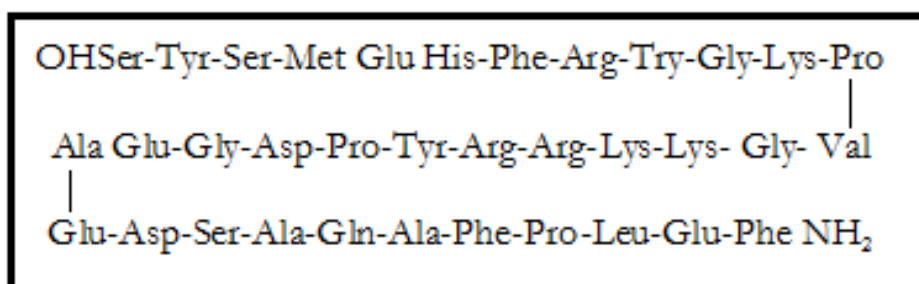 OHSer-Tyr-Ser-Met Glu His-Phe-Arg-Try-Gly-Lys-Pro
Ala Glu-Gly-Asp-Pro-Tyr-Arg-Arg-Lys-Lys- Gly- Val
Glu-Asp-Ser-Ala-Gln-Ala-Phe-Pro-Leu-Glu-Phe NH₂